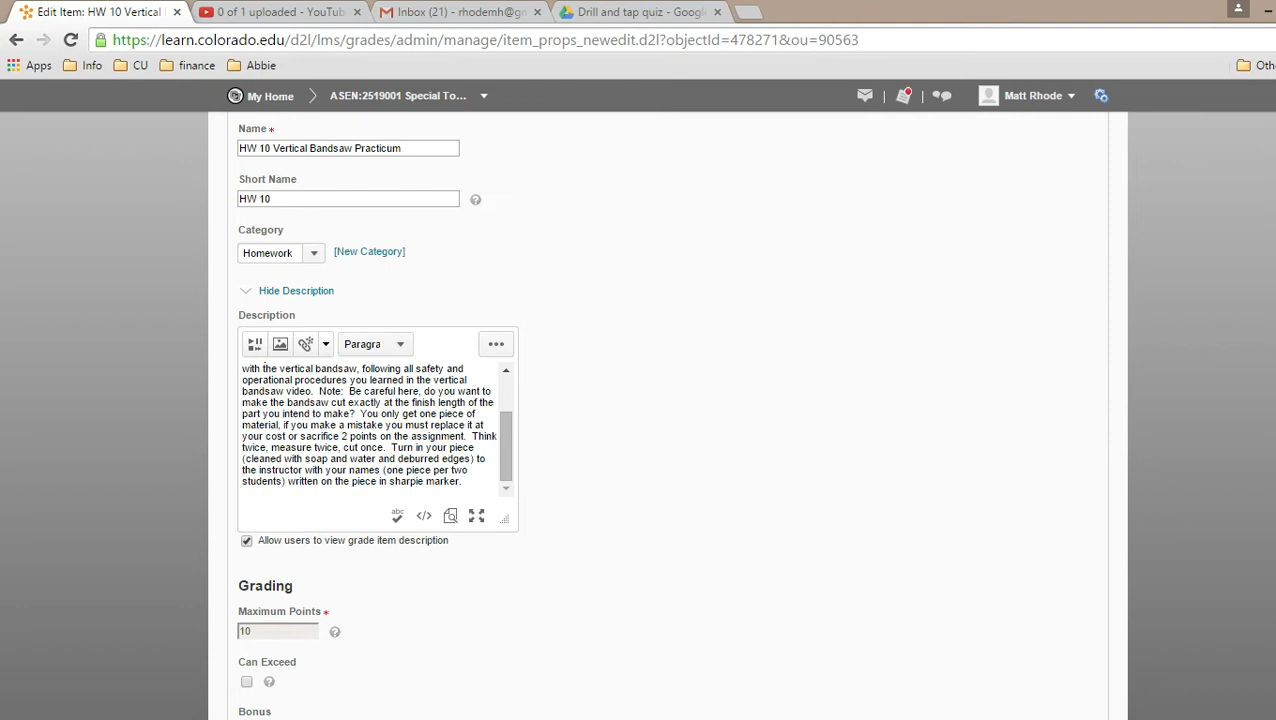 Edit Item: HW 10 Vertical
0 of 1 uploaded - YouTub
Inbox (21) - rhodemh@gm
Drill and tap quiz - Google
https://learn.colorado.edu/d2l/lms/grades/admin/manage/item_props_newedit.d2l?objectId=478271&ou=90563
Apps Info CU finance Abbie Oth
My Home ASEN:2519001 Special To... Matt Rhode
Name *
HW 10 Vertical Bandsaw Practicum
Short Name
HW 10
Category
Homework [New Category]
Hide Description
Description
Paragra
with the vertical bandsaw, following all safety and
operational procedures you learned in the vertical
bandsaw video. Note: Be careful here, do you want to
make the bandsaw cut exactly at the finish length of the
part you intend to make? You only get one piece of
material, if you make a mistake you must replace it at
your cost or sacrifice 2 points on the assignment. Think
twice, measure twice, cut once. Turn in your piece
(cleaned with soap and water and deburred edges) to
the instructor with your names (one piece per two
students) written on the piece in sharpie marker.
abc
Allow users to view grade item description
Grading
Maximum Points *
10
Can Exceed
Bonus